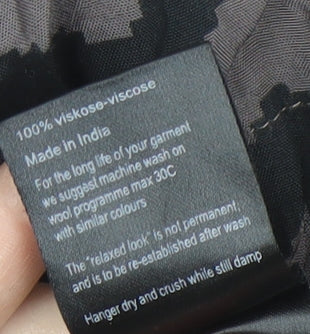 100% viskose-viscose
Made in India
For the long life of your garment
we suggest machine wash on
wool programme max 30C
with similar colours
The "relaxed look" is not permanent
and is to be re-established after wash
Hanger dry and crush while still damp